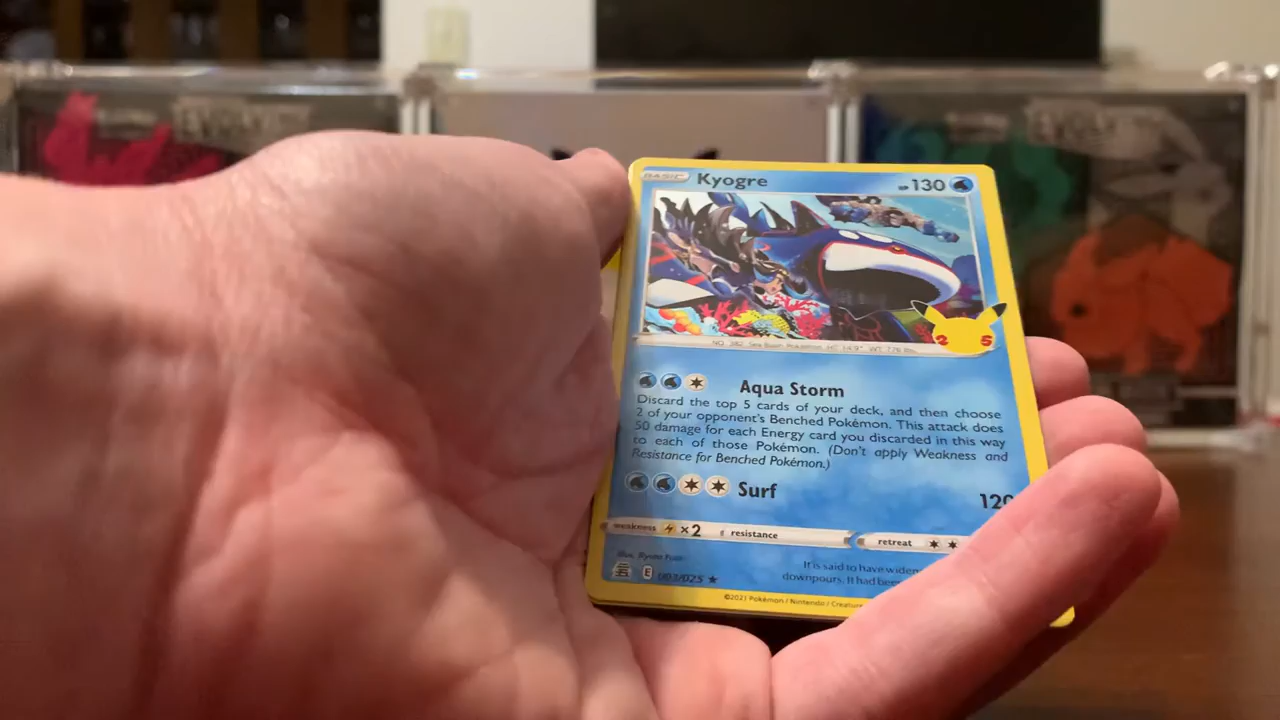 BASIC Kyogre HP 130
NO. 382 Sea Basin Pokémon HT: 14'9" WT: 776 lbs.
25
Aqua Storm
Discard the top 5 cards of your deck, and then choose
2 of your opponent's Benched Pokémon. This attack does
50 damage for each Energy card you discarded in this way
to each of those Pokémon. (Don't apply Weakness and
Resistance for Benched Pokémon.)
Surf 120
weakness ×2 resistance retreat
Illus. Ryota
It is said to have
E 003/025 ★ downpours. It had
©2021 Pokémon / Nintendo /